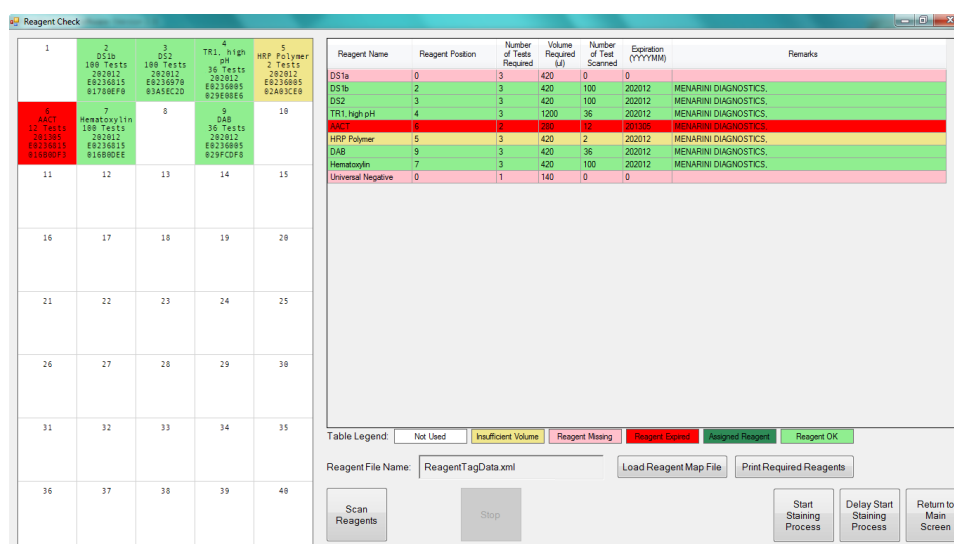 Reagent Check
1
2
DS1b
100 Tests
202012
E0236815
01780EF0
3
DS2
100 Tests
202012
E0236970
03A5EC2D
4
TR1, high
pH
36 Tests
202012
E0236805
029E08E6
5
HRP Polymer
2 Tests
202012
E0236805
02A03CE0
6
AACT
12 Tests
201305
E0236815
7
Hematoxylin
100 Tests
202012
E0236815
016B0DEE
8
9
DAB
36 Tests
202012
E0236805
029FCDF8
10
11 12 13 14 15
16 17 18 19 20
21 22 23 24 25
26 27 28 29 30
31 32 33 34 35
36 37 38 39 40
Reagent Name Reagent Position Number of Tests Required Volume Required (ul) Number of Test Scanned Expiration (YYYYMM) Remarks
DS1a 0 3 420 0 0
DS1b 2 3 420 100 202012 MENARINI DIAGNOSTICS,
DS2 3 3 420 100 202012 MENARINI DIAGNOSTICS,
TR1, high pH 4 3 1200 36 202012 MENARINI DIAGNOSTICS,
AACT 6 2 280 12 201305 MENARINI DIAGNOSTICS,
HRP Polymer 5 3 420 2 202012 MENARINI DIAGNOSTICS,
DAB 9 3 420 36 202012 MENARINI DIAGNOSTICS,
Hematoxylin 7 3 420 100 202012 MENARINI DIAGNOSTICS,
Universal Negative 0 1 140 0 0
Table Legend: Not Used Insufficient Volume Reagent Missing Reagent Expired Assigned Reagent Reagent OK
Reagent File Name: ReagentTagData.xml Load Reagent Map File Print Required Reagents
Scan
Reagents
Stop
Start
Staining
Process
Delay Start
Staining
Process
Return to
Main
Screen